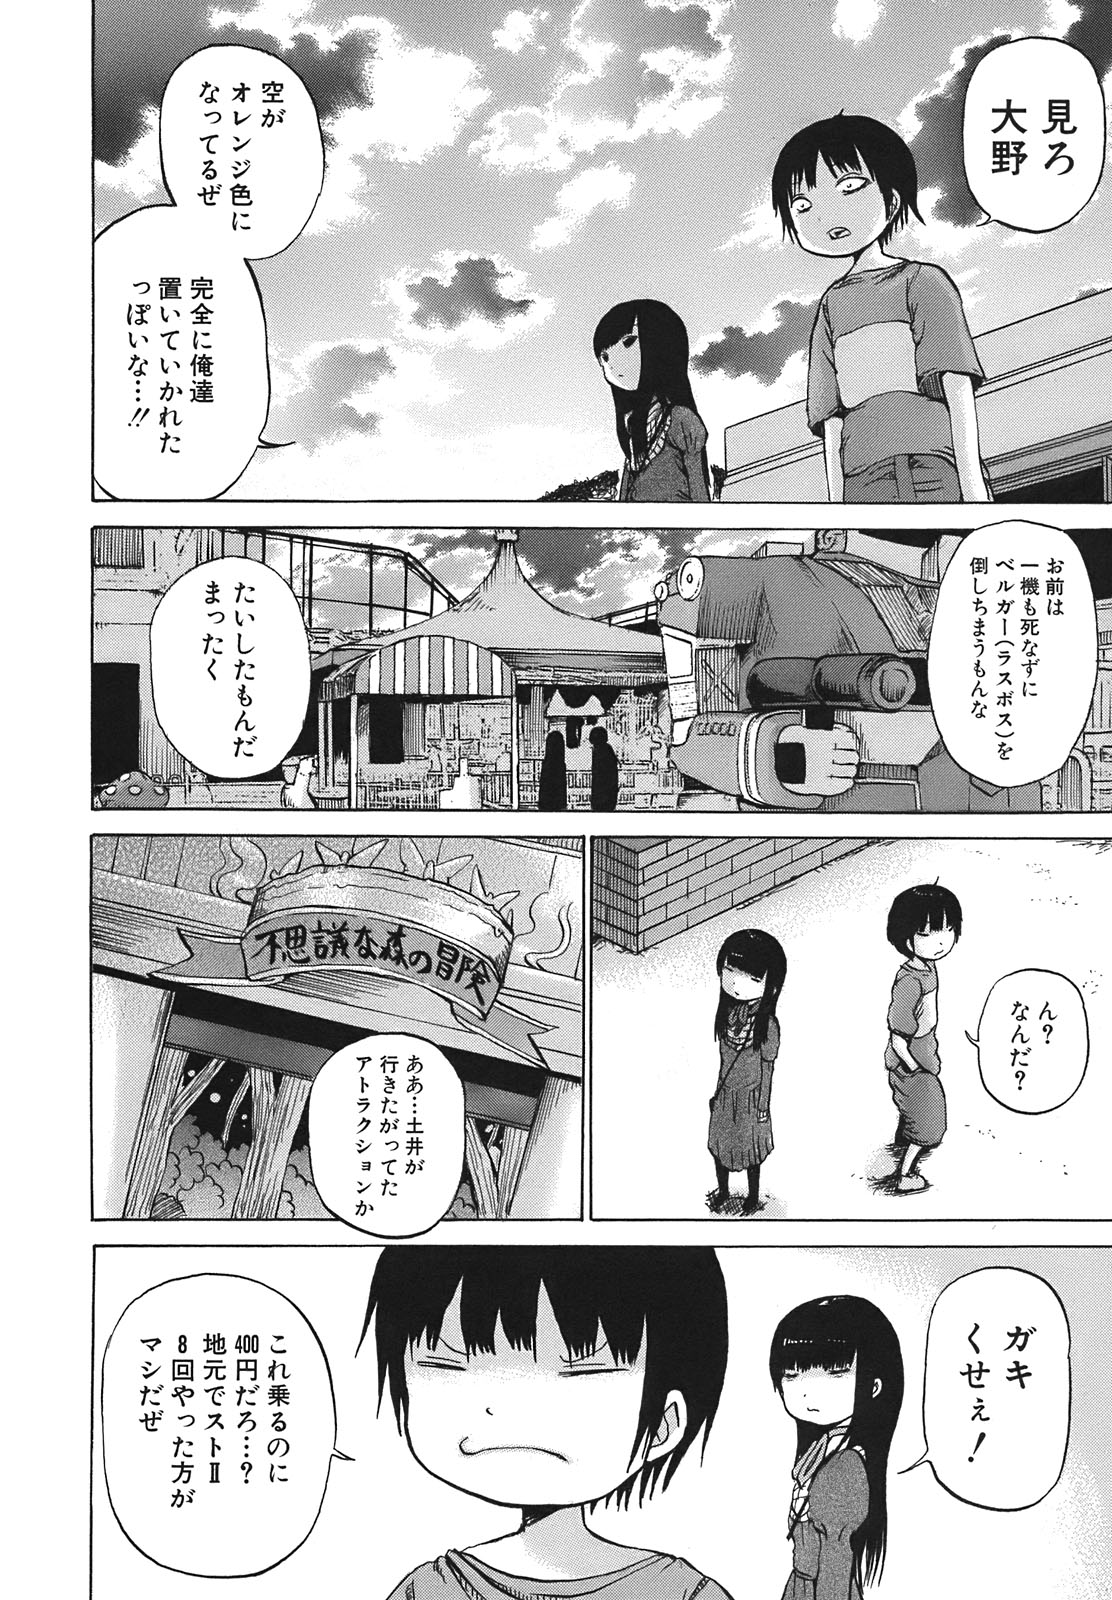 見ろ
大野
空が
オレンジ色に
なってるぜ
完全に俺達
置いていかれた
っぽいな…!!
お前は
一機も死なずに
ベルガー(ラスボス)を
倒しちまうもんな
たいしたもんだ
まったく
ん?
なんだ?
不思議な森の冒険
ああ…土井が
行きたがってた
アトラクションか
ガキ
くせぇ!
これ乗るのに
400円だろ…?
地元でストⅡ
8回やった方が
マシだぜ